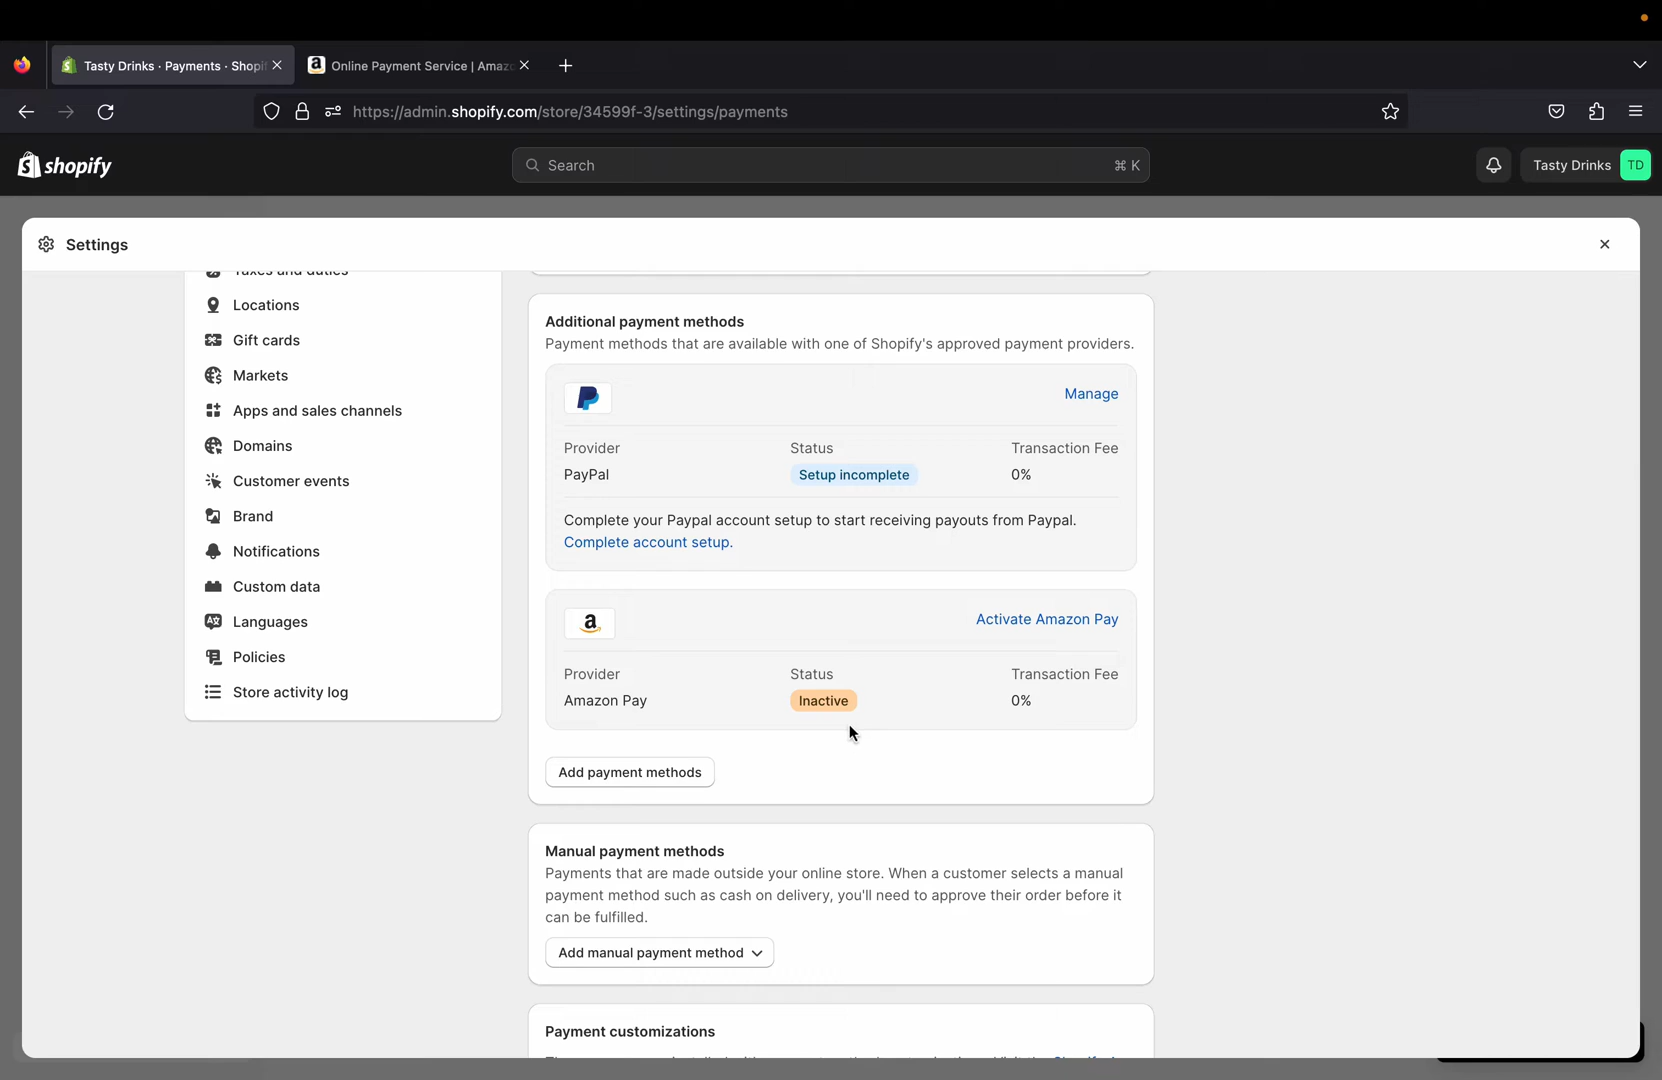 Tasty Drinks · Payments · Shopif
Online Payment Service | Amazo
https://admin.shopify.com/store/34599f-3/settings/payments
shopify
Search
⌘ K
Tasty Drinks
TD
Settings
Taxes and duties
Locations
Gift cards
Markets
Apps and sales channels
Domains
Customer events
Brand
Notifications
Custom data
Languages
Policies
Store activity log
Additional payment methods
Payment methods that are available with one of Shopify's approved payment providers.
Manage
Provider
Status
Transaction Fee
PayPal
Setup incomplete
0%
Complete your Paypal account setup to start receiving payouts from Paypal.
Complete account setup.
Activate Amazon Pay
Provider
Status
Transaction Fee
Amazon Pay
Inactive
0%
Add payment methods
Manual payment methods
Payments that are made outside your online store. When a customer selects a manual
payment method such as cash on delivery, you'll need to approve their order before it
can be fulfilled.
Add manual payment method
Payment customizations